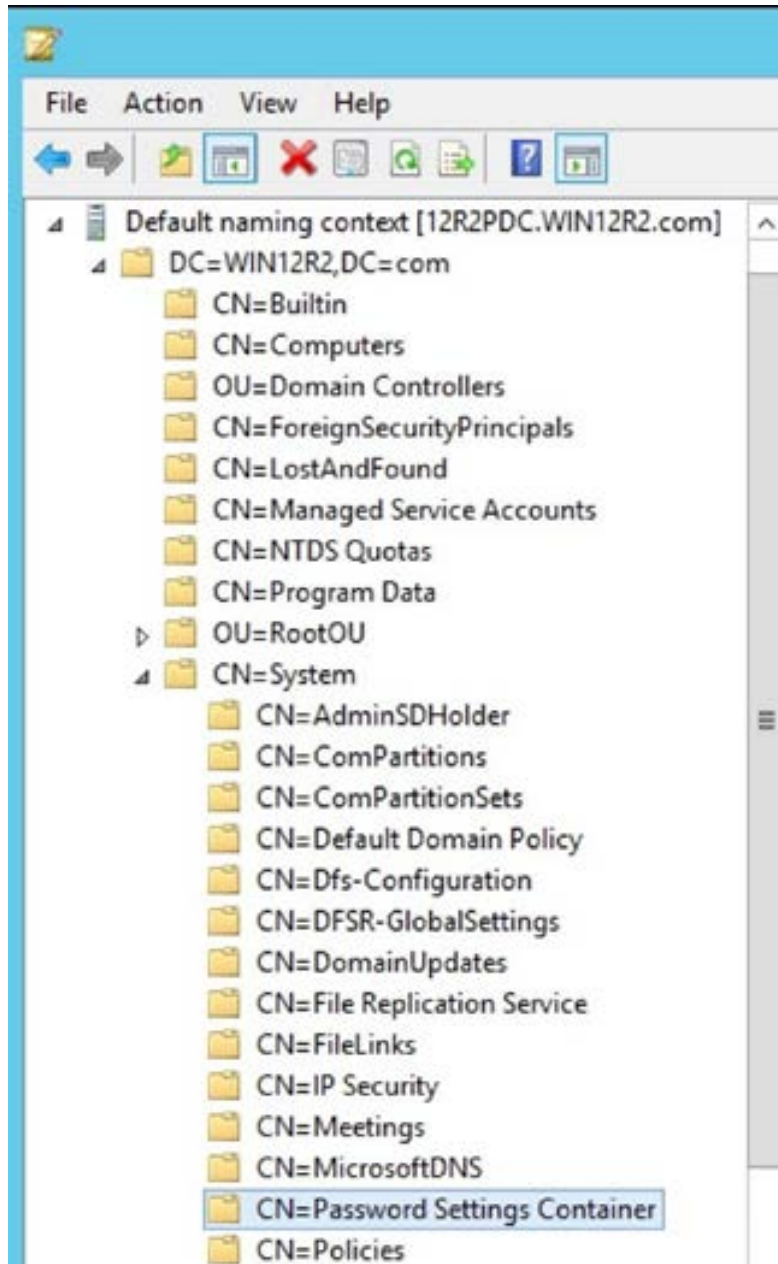 File Action View Help
Default naming context [12R2PDC.WIN12R2.com]
DC=WIN12R2,DC=com
CN=Builtin
CN=Computers
OU=Domain Controllers
CN=ForeignSecurityPrincipals
CN=LostAndFound
CN=Managed Service Accounts
CN=NTDS Quotas
CN=Program Data
OU=RootOU
CN=System
CN=AdminSDHolder
CN=ComPartitions
CN=ComPartitionSets
CN=Default Domain Policy
CN=Dfs-Configuration
CN=DFSR-GlobalSettings
CN=DomainUpdates
CN=File Replication Service
CN=FileLinks
CN=IP Security
CN=Meetings
CN=MicrosoftDNS
CN=Password Settings Container
CN=Policies